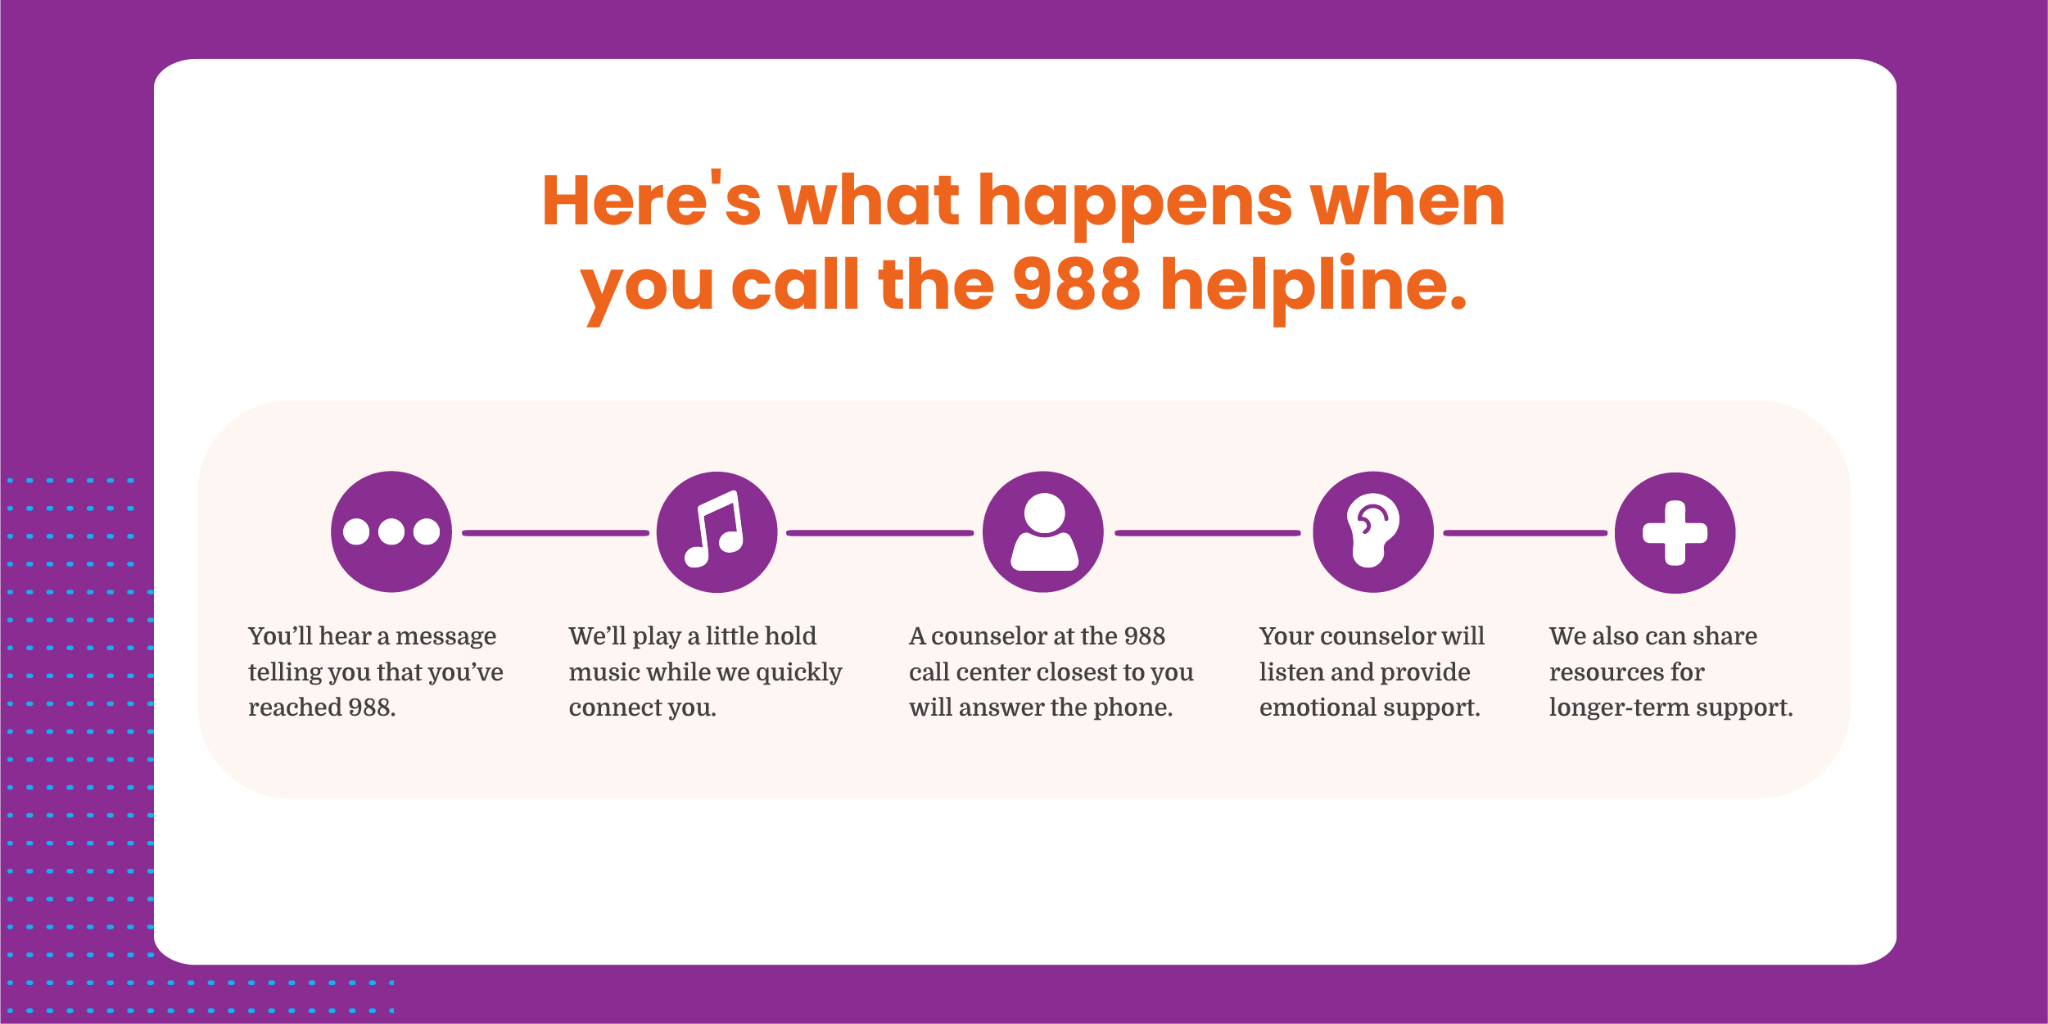 Here's what happens when
you call the 988 helpline.
You’ll hear a message
telling you that you’ve
reached 988.
We’ll play a little hold
music while we quickly
connect you.
A counselor at the 988
call center closest to you
will answer the phone.
Your counselor will
listen and provide
emotional support.
We also can share
resources for
longer-term support.